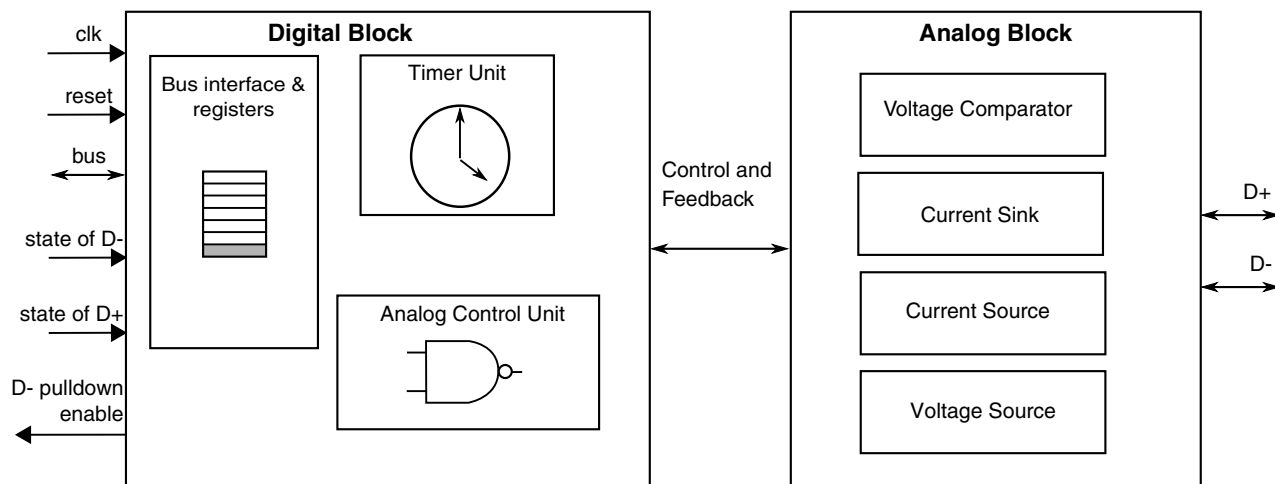 Digital Block
Analog Block
clk
reset
bus
state of D-
state of D+
D- pulldown
enable
Bus interface &
registers
Timer Unit
Analog Control Unit
Control and
Feedback
Voltage Comparator
Current Sink
Current Source
Voltage Source
D+
D-